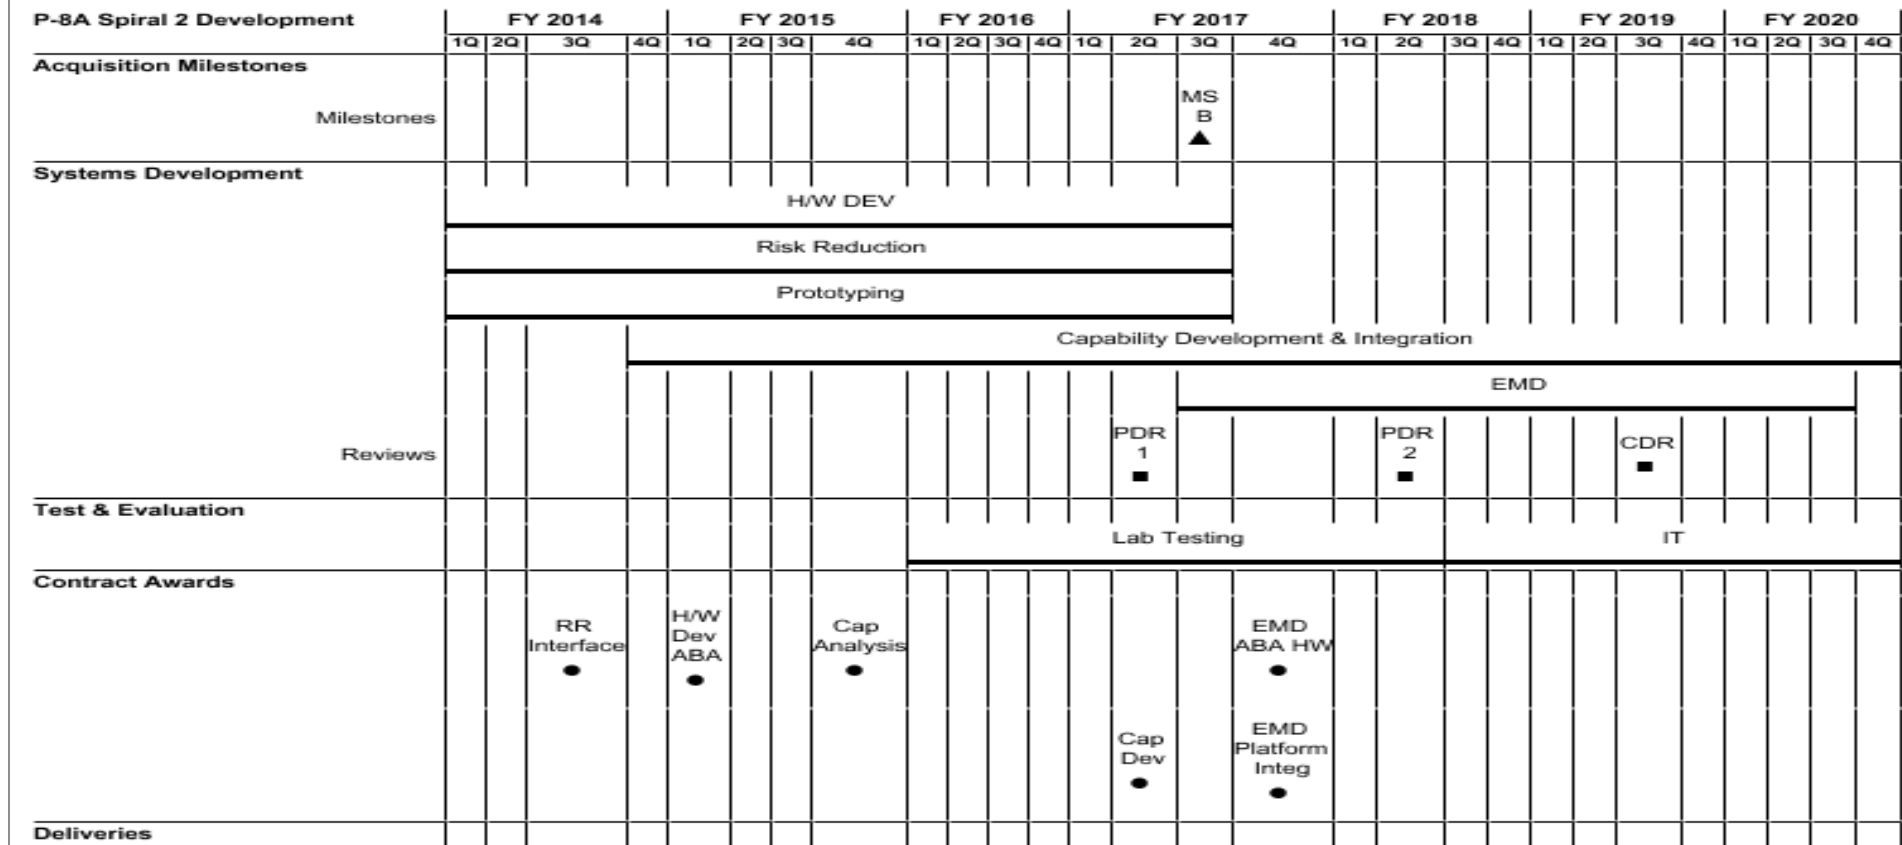 P-8A Spiral 2 Development FY 2014 FY 2015 FY 2016 FY 2017 FY 2018 FY 2019 FY 2020
1Q 2Q 3Q 4Q 1Q 2Q 3Q 4Q 1Q 2Q 3Q 4Q 1Q 2Q 3Q 4Q 1Q 2Q 3Q 4Q 1Q 2Q 3Q 4Q 1Q 2Q 3Q 4Q
Acquisition Milestones
Milestones
MS
B
Systems Development
H/W DEV
Risk Reduction
Prototyping
Capability Development & Integration
EMD
Reviews
PDR
1
PDR
2
CDR
Test & Evaluation
Lab Testing
IT
Contract Awards
RR
Interface
H/W
Dev
ABA
Cap
Analysis
EMD
ABA HW
Cap
Dev
EMD
Platform
Integ
Deliveries